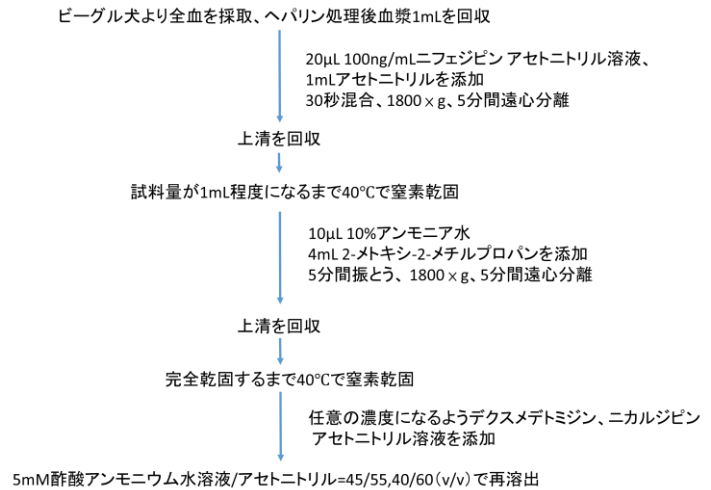 ビーグル犬より全血を採取、ヘパリン処理後血漿1mLを回収
20μL 100ng/mLニフェジピン アセトニトリル溶液、
1mLアセトニトリルを添加
30秒混合、1800×g、5分間遠心分離
上清を回収
試料量が1mL程度になるまで40℃で窒素乾固
10μL 10%アンモニア水
4mL 2-メトキシ-2-メチルプロパンを添加
5分間振とう、1800×g、5分間遠心分離
上清を回収
完全乾固するまで40℃で窒素乾固
任意の濃度になるようデクスメデトミジン、ニカルジピン
アセトニトリル溶液を添加
5mM酢酸アンモニウム水溶液/アセトニトリル=45/55,40/60(v/v)で再溶出